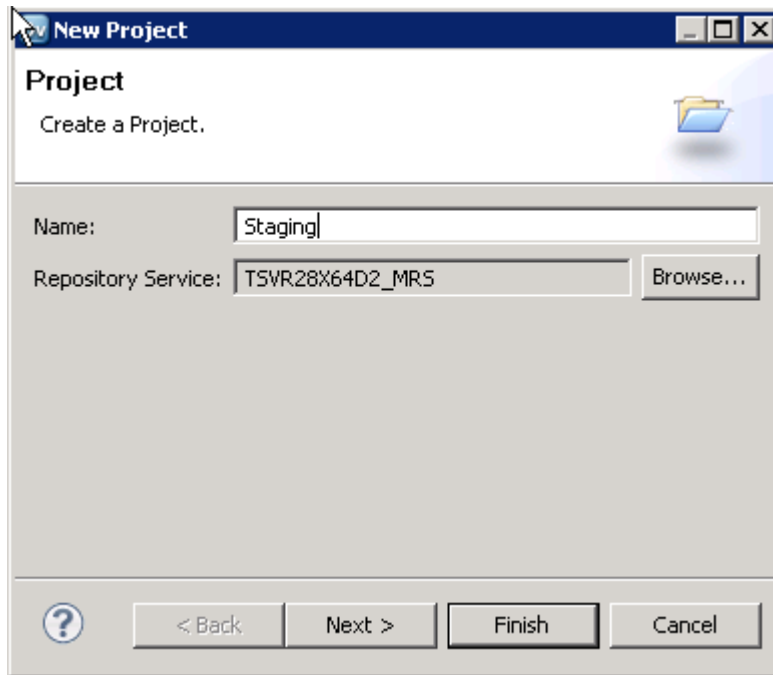 New Project
Project
Create a Project.
Name: Staging
Repository Service: TSVR28X64D2_MRS Browse...
? < Back Next > Finish Cancel